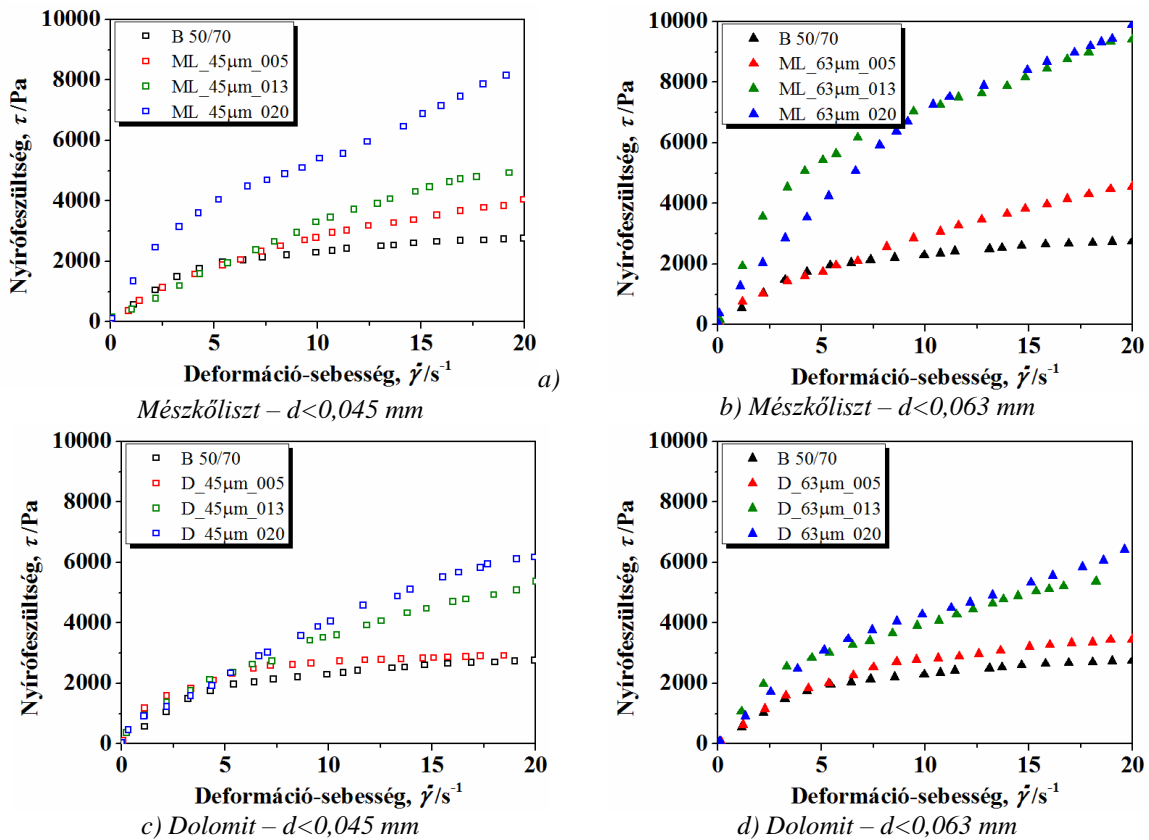 10000
8000
6000
4000
2000
0
Nyírófeszültség, τ/Pa
B 50/70
ML_45µm_005
ML_45µm_013
ML_45µm_020
0 5 10 15 20
Deformáció-sebesség, γ̇/s⁻¹
a)
Mészkőliszt – d<0,045 mm
10000
8000
6000
4000
2000
0
Nyírófeszültség, τ/Pa
B 50/70
ML_63µm_005
ML_63µm_013
ML_63µm_020
0 5 10 15 20
Deformáció-sebesség, γ̇/s⁻¹
b) Mészkőliszt – d<0,063 mm
10000
8000
6000
4000
2000
0
Nyírófeszültség, τ/Pa
B 50/70
D_45µm_005
D_45µm_013
D_45µm_020
0 5 10 15 20
Deformáció-sebesség, γ̇/s⁻¹
c) Dolomit – d<0,045 mm
10000
8000
6000
4000
2000
0
Nyírófeszültség, τ/Pa
B 50/70
D_63µm_005
D_63µm_013
D_63µm_020
0 5 10 15 20
Deformáció-sebesség, γ̇/s⁻¹
d) Dolomit – d<0,063 mm